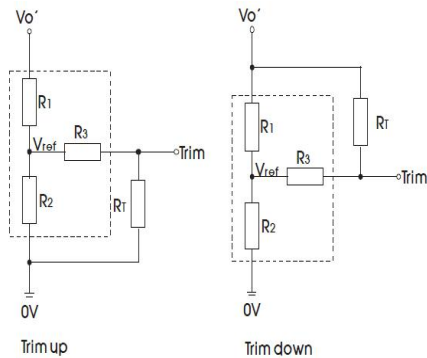 Vo´
R1
Vref
R3
Trim
R2
RT
0V
Trim up
Vo´
R1
RT
Vref
R3
Trim
R2
0V
Trim down